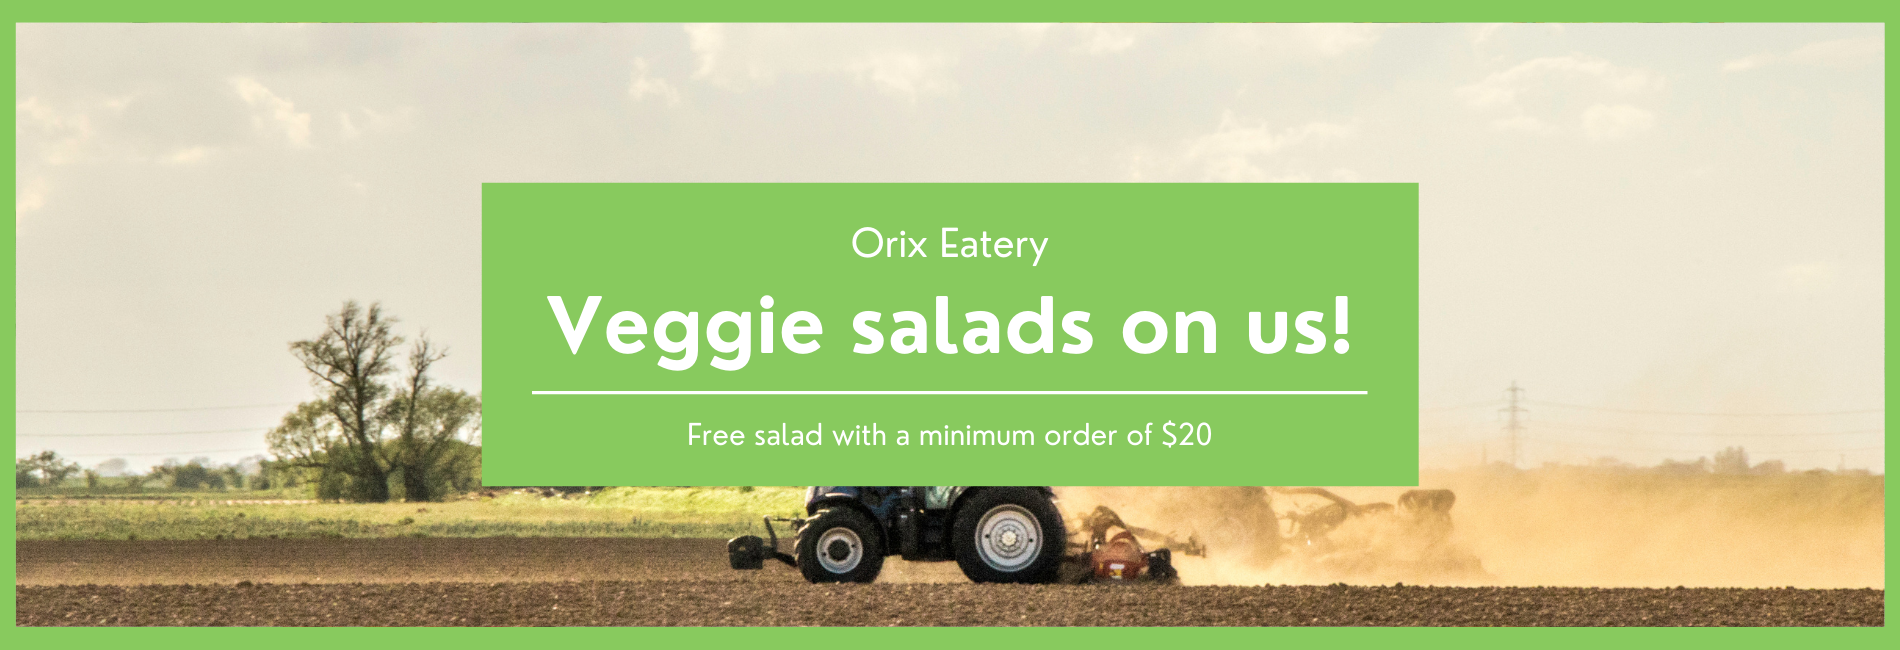 Orix Eatery
Veggie salads on us!
Free salad with a minimum order of $20